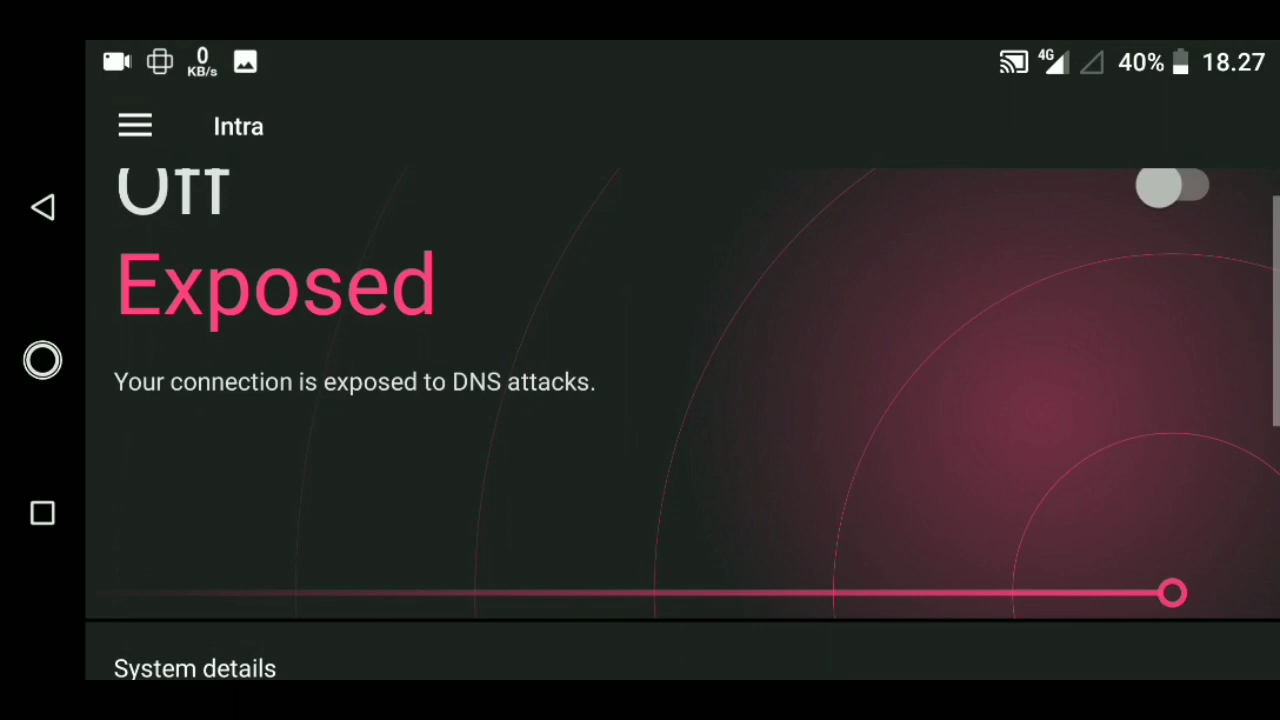 0
KB/s
4G
40%
18.27
Intra
Off
Exposed
Your connection is exposed to DNS attacks.
System details